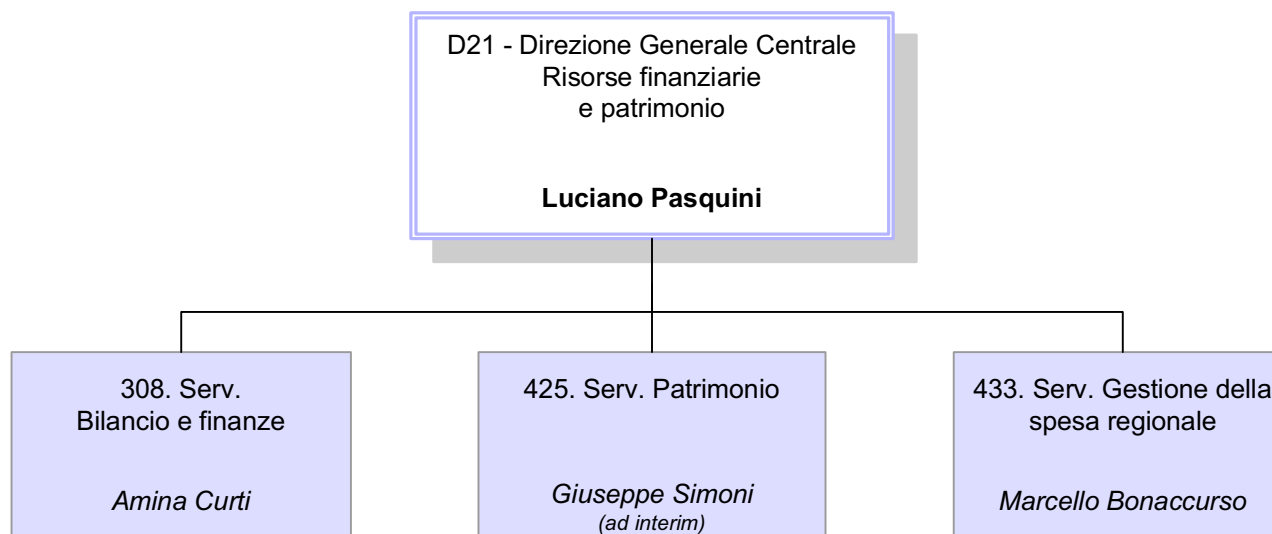 D21 - Direzione Generale Centrale
Risorse finanziarie
e patrimonio
Luciano Pasquini
308. Serv.
Bilancio e finanze
Amina Curti
425. Serv. Patrimonio
Giuseppe Simoni
(ad interim)
433. Serv. Gestione della
spesa regionale
Marcello Bonaccurso